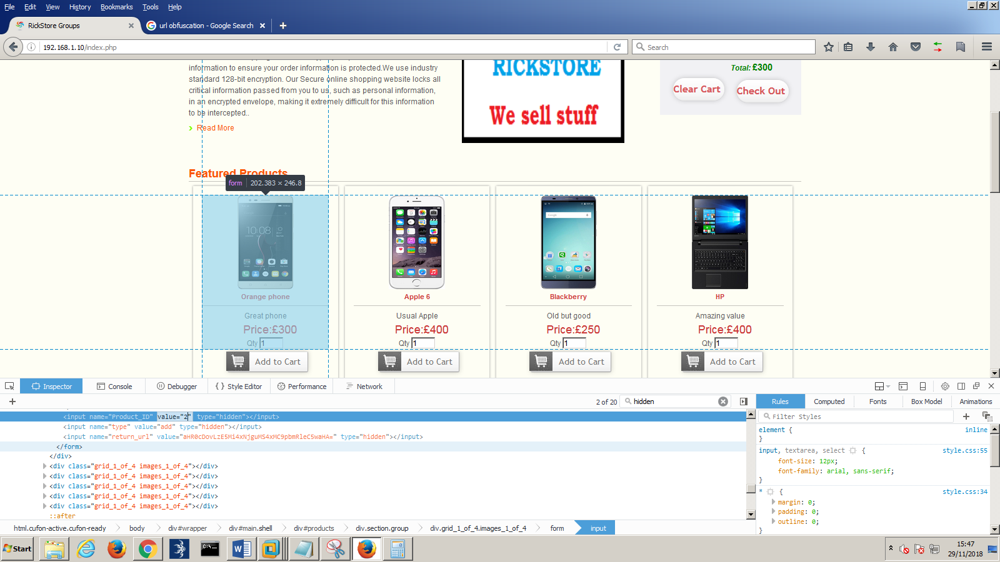 File Edit View History Bookmarks Tools Help
RickStore Groups
url obfuscation - Google Search
192.168.1.10/index.php
Search
information to ensure your order information is protected.We use industry
standard 128-bit encryption. Our Secure online shopping website locks all
critical information passed from you to us, such as personal information,
in an encrypted envelope, making it extremely difficult for this information
to be intercepted..
Read More
RICKSTORE
We sell stuff
Total: £300
Clear Cart
Check Out
Featured Products
form 202.383 × 246.8
10:08
Google
Orange phone
Apple 6
Blackberry
HP
Great phone
Usual Apple
Old but good
Amazing value
Price:£300
Price:£400
Price:£250
Price:£400
Qty 1
Qty 1
Qty 1
Qty 1
Add to Cart
Add to Cart
Add to Cart
Add to Cart
Inspector
Console
Debugger
Style Editor
Performance
Network
2 of 20
hidden
Rules
Computed
Fonts
Box Model
Animations
<input name="Product_ID" value="2" type="hidden"></input>
<input name="type" value="add" type="hidden"></input>
<input name="return_url" value="aHR0cDovLzE5Mi4xNjguMS4xMC9pbmRleC5waHA=" type="hidden"></input>
</form>
</div>
<div class="grid_1_of_4 images_1_of_4"></div>
<div class="grid_1_of_4 images_1_of_4"></div>
<div class="grid_1_of_4 images_1_of_4"></div>
<div class="grid_1_of_4 images_1_of_4"></div>
<div class="grid_1_of_4 images_1_of_4"></div>
::after
Filter Styles
element { inline
}
input, textarea, select { style.css:55
font-size: 12px;
font-family: arial, sans-serif;
}
* { style.css:34
margin: 0;
padding: 0;
outline: 0;
}
html.cufon-active.cufon-ready
body
div#wrapper
div#main.shell
div#products
div.section.group
div.grid_1_of_4.images_1_of_4
form
input
Start
C:\_
15:47
29/11/2018